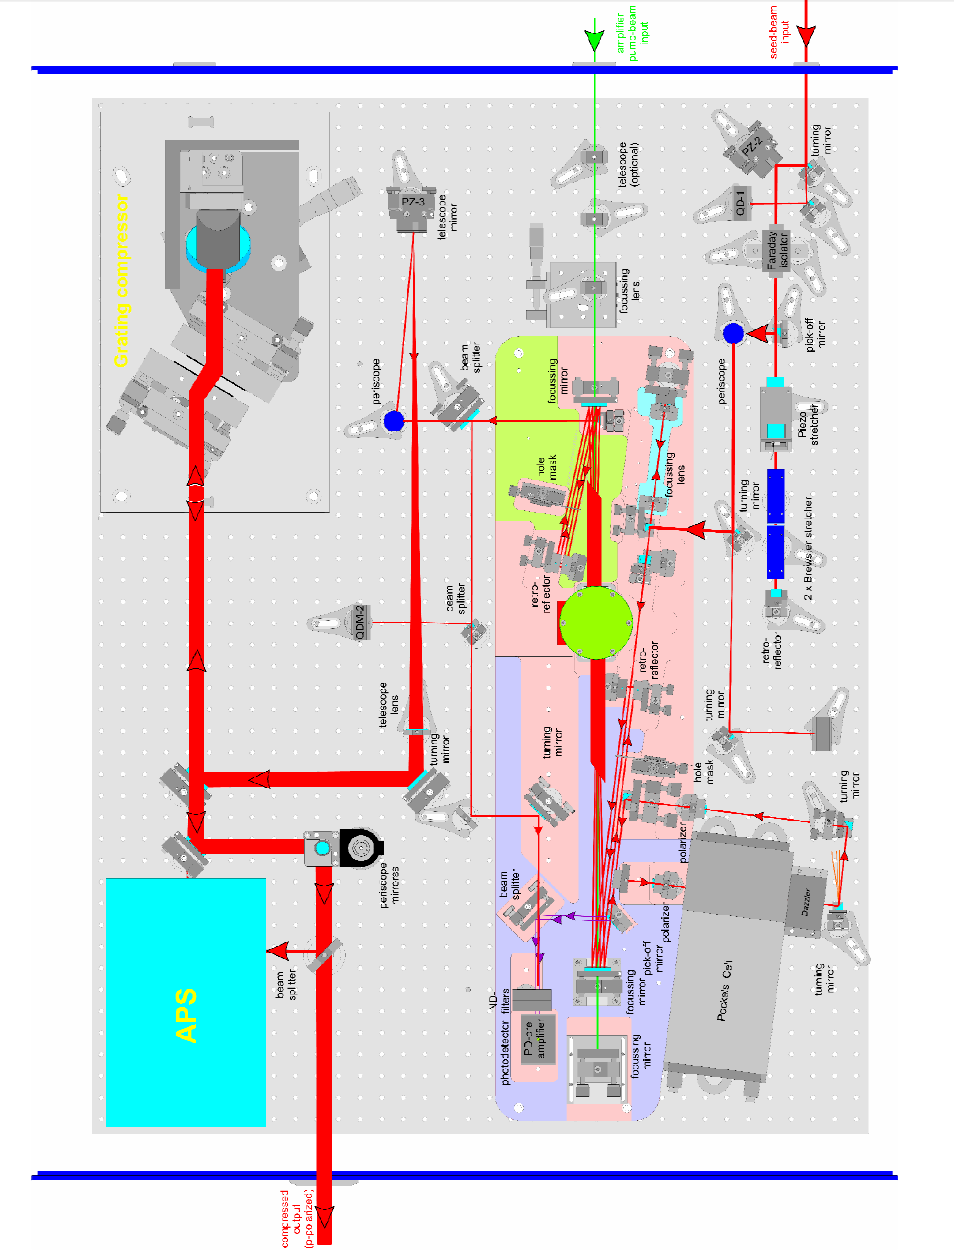 amplifier
pump-beam
input
seed-beam
input
Grating compressor
PZ-3
telescope
mirror
telescope
(optional)
PZ-2
turning
mirror
QD-1
Faraday
isolator
focussing
lens
pick-off
mirror
periscope
periscope
beam
splitter
focussing
mirror
hole
mask
focussing
lens
Piezo
stretcher
turning
mirror
2 x Brewster stretcher
retro-
reflector
retro-
reflector
retro-
reflector
QDM-2
beam
splitter
telescope
lens
turning
mirror
turning
mirror
turning
mirror
hole
mask
turning
mirror
polarizer
polarizer
periscope
mirrors
beam
splitter
Dazzler
turning
mirror
Pockels Cell
pick-off
mirror
focussing
mirror
ND-
filters
photodetector
PD-pre
amplifier
focussing
mirror
beam
splitter
APS
compressed
output
(p-polarized)